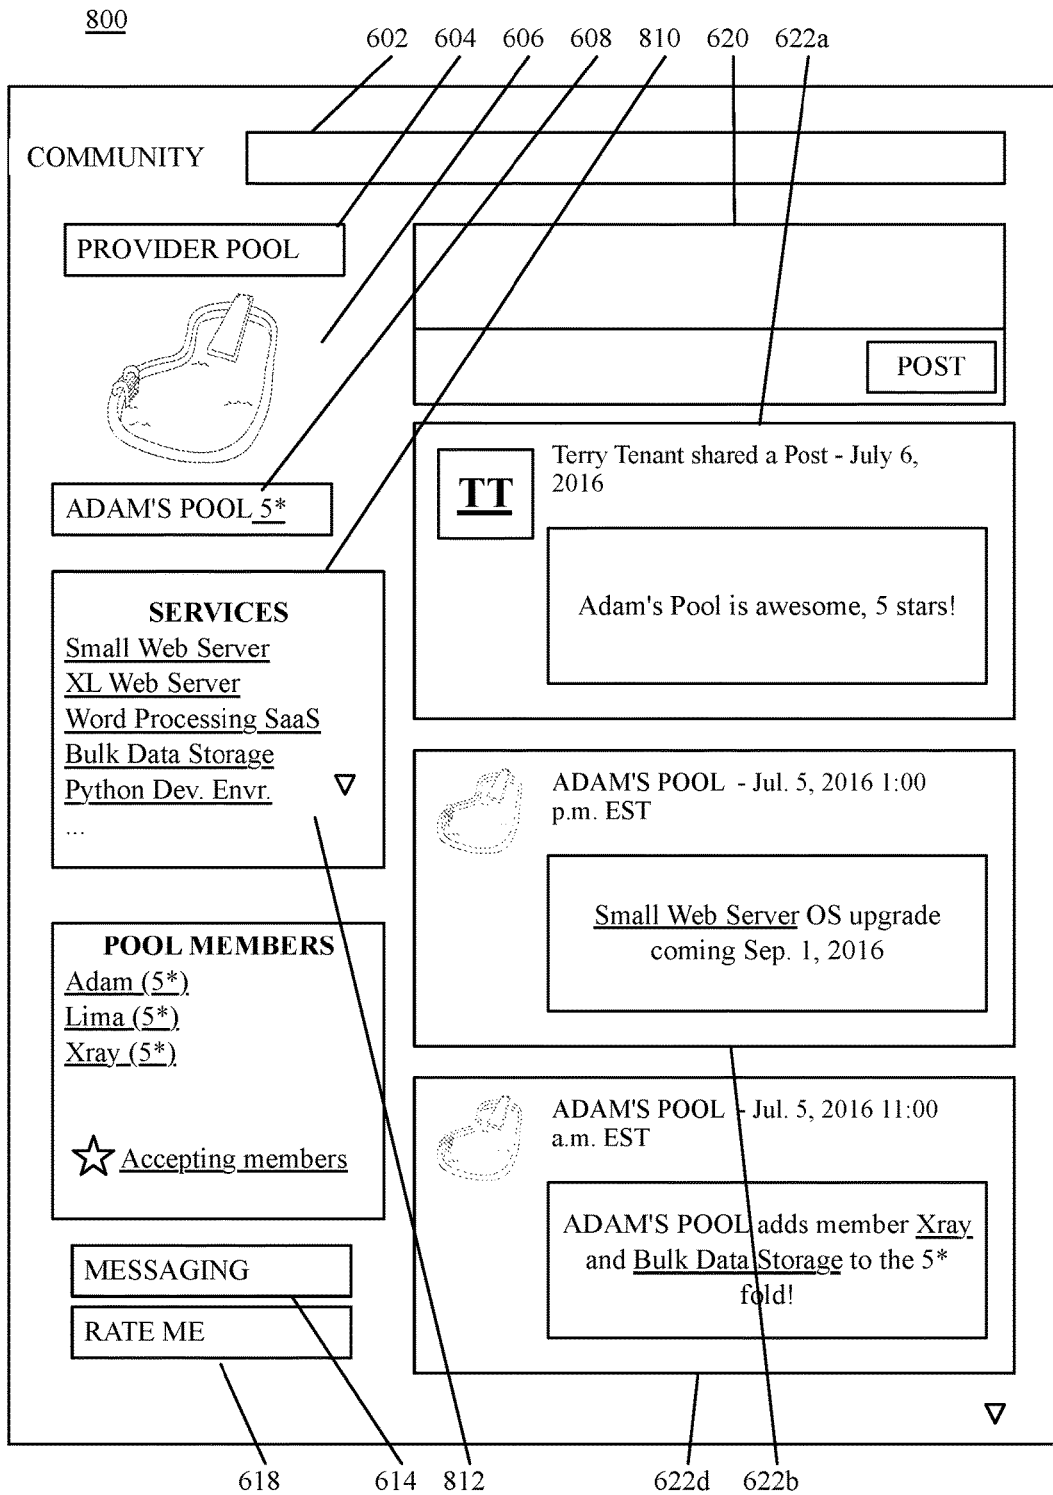 800
602 604 606 608 810 620 622a
COMMUNITY
PROVIDER POOL
ADAM'S POOL 5*
SERVICES
Small Web Server
XL Web Server
Word Processing SaaS
Bulk Data Storage
Python Dev. Envr.
...
POOL MEMBERS
Adam (5*)
Lima (5*)
Xray (5*)
Accepting members
MESSAGING
RATE ME
POST
TT
Terry Tenant shared a Post - July 6,
2016
Adam's Pool is awesome, 5 stars!
ADAM'S POOL - Jul. 5, 2016 1:00
p.m. EST
Small Web Server OS upgrade
coming Sep. 1, 2016
ADAM'S POOL - Jul. 5, 2016 11:00
a.m. EST
ADAM'S POOL adds member Xray
and Bulk Data Storage to the 5*
fold!
618 614 812 622d 622b